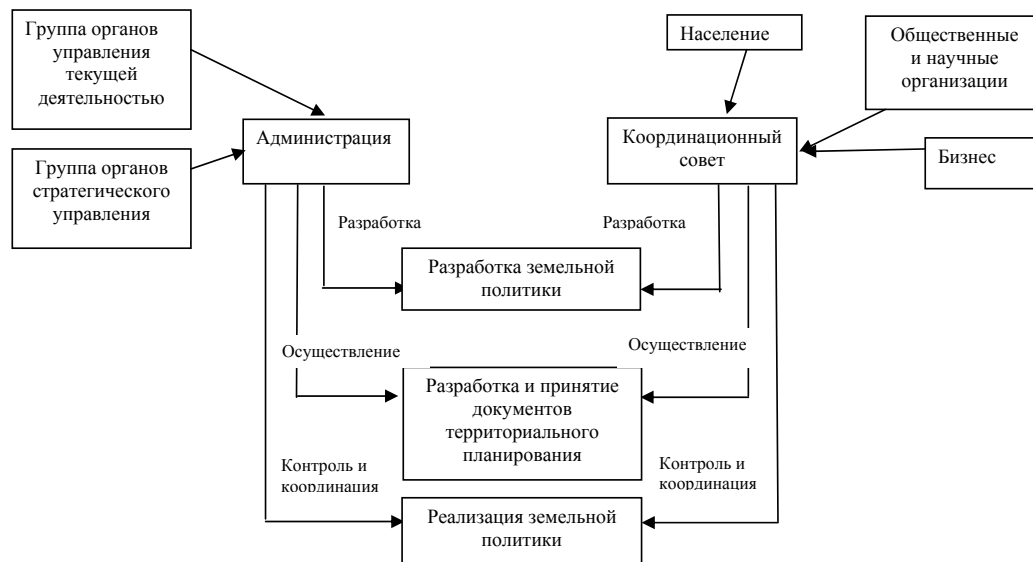 Группа органов
управления
текущей
деятельностью
Население
Общественные
и научные
организации
Администрация
Координационный
совет
Группа органов
стратегического
управления
Бизнес
Разработка
Разработка
Разработка земельной
политики
Осуществление
Осуществление
Разработка и принятие
документов
территориального
планирования
Контроль и
координация
Контроль и
координация
Реализация земельной
политики